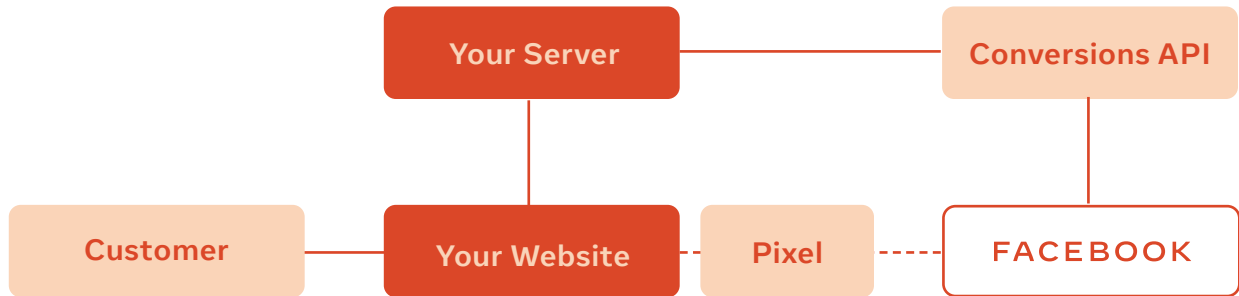 Your Server
Conversions API
Customer
Your Website
Pixel
FACEBOOK